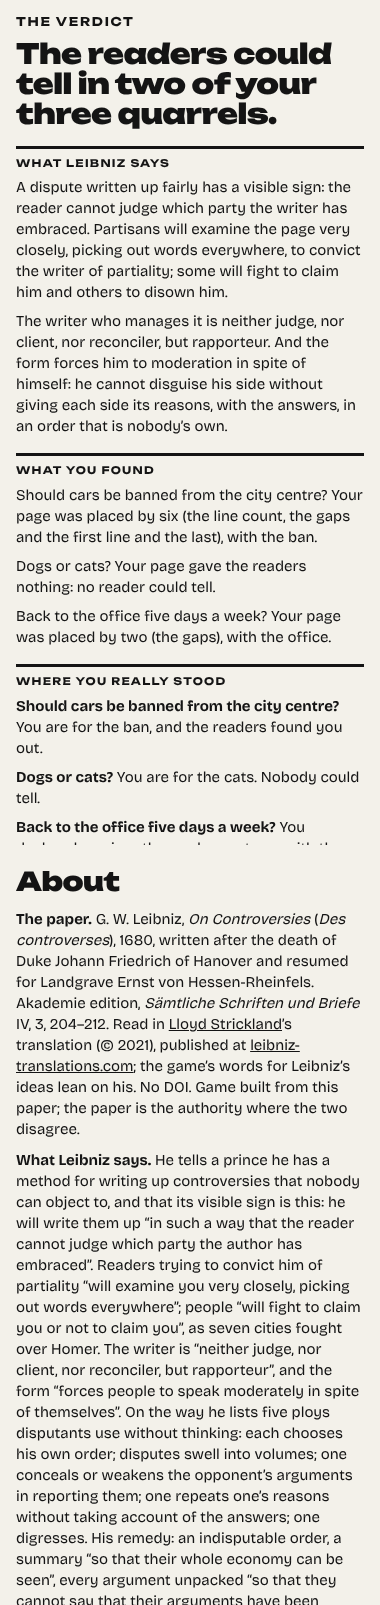 THE VERDICT
The readers could
tell in two of your
three quarrels.
WHAT LEIBNIZ SAYS
A dispute written up fairly has a visible sign: the
reader cannot judge which party the writer has
embraced. Partisans will examine the page very
closely, picking out words everywhere, to convict
the writer of partiality; some will fight to claim
him and others to disown him.
The writer who manages it is neither judge, nor
client, nor reconciler, but rapporteur. And the
form forces him to moderation in spite of
himself: he cannot disguise his side without
giving each side its reasons, with the answers, in
an order that is nobody’s own.
WHAT YOU FOUND
Should cars be banned from the city centre? Your
page was placed by six (the line count, the gaps
and the first line and the last), with the ban.
Dogs or cats? Your page gave the readers
nothing: no reader could tell.
Back to the office five days a week? Your page
was placed by two (the gaps), with the office.
WHERE YOU REALLY STOOD
Should cars be banned from the city centre?
You are for the ban, and the readers found you
out.
Dogs or cats? You are for the cats. Nobody could
tell.
Back to the office five days a week? You
About
The paper. G. W. Leibniz, On Controversies (Des
controverses), 1680, written after the death of
Duke Johann Friedrich of Hanover and resumed
for Landgrave Ernst von Hessen-Rheinfels.
Akademie edition, Sämtliche Schriften und Briefe
IV, 3, 204–212. Read in Lloyd Strickland’s
translation (© 2021), published at leibniz-
translations.com; the game’s words for Leibniz’s
ideas lean on his. No DOI. Game built from this
paper; the paper is the authority where the two
disagree.
What Leibniz says. He tells a prince he has a
method for writing up controversies that nobody
can object to, and that its visible sign is this: he
will write them up “in such a way that the reader
cannot judge which party the author has
embraced”. Readers trying to convict him of
partiality “will examine you very closely, picking
out words everywhere”; people “will fight to claim
you or not to claim you”, as seven cities fought
over Homer. The writer is “neither judge, nor
client, nor reconciler, but rapporteur”, and the
form “forces people to speak moderately in spite
of themselves”. On the way he lists five ploys
disputants use without thinking: each chooses
his own order; disputes swell into volumes; one
conceals or weakens the opponent’s arguments
in reporting them; one repeats one’s reasons
without taking account of the answers; one
digresses. His remedy: an indisputable order, a
summary “so that their whole economy can be
seen”, every argument unpacked “so that they
cannot say that their arguments have been